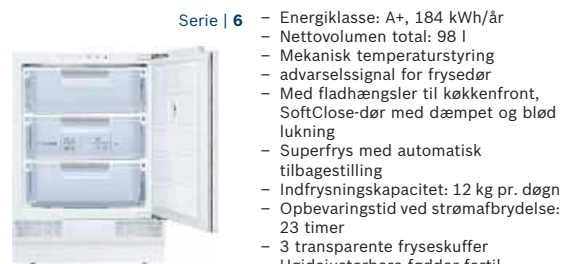 Serie | 6
– Energiklasse: A+, 184 kWh/år
– Nettovolumen total: 98 l
– Mekanisk temperaturstyring
– advarselssignal for frysedør
– Med fladhængsler til køkkenfront,
SoftClose-dør med dæmpet og blød
lukning
– Superfrys med automatisk
tilbagestilling
– Indfrysningskapacitet: 12 kg pr. døgn
– Opbevaringstid ved strømafbrydelse:
23 timer
– 3 transparente fryseskuffer